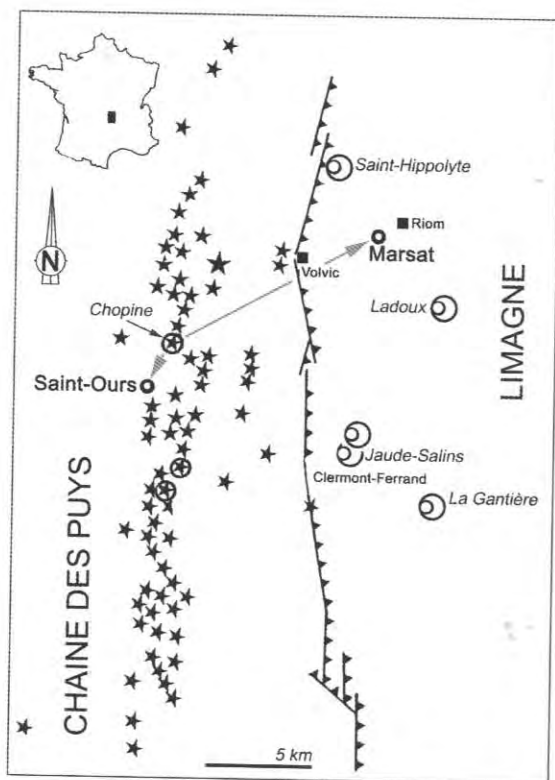 Saint-Hippolyte
N
Riom
Marsat
Volvic
Chopine
Ladoux
LIMAGNE
Saint-Ours
Jaude-Salins
Clermont-Ferrand
La Gantière
CHAINE DES PUYS
5 km